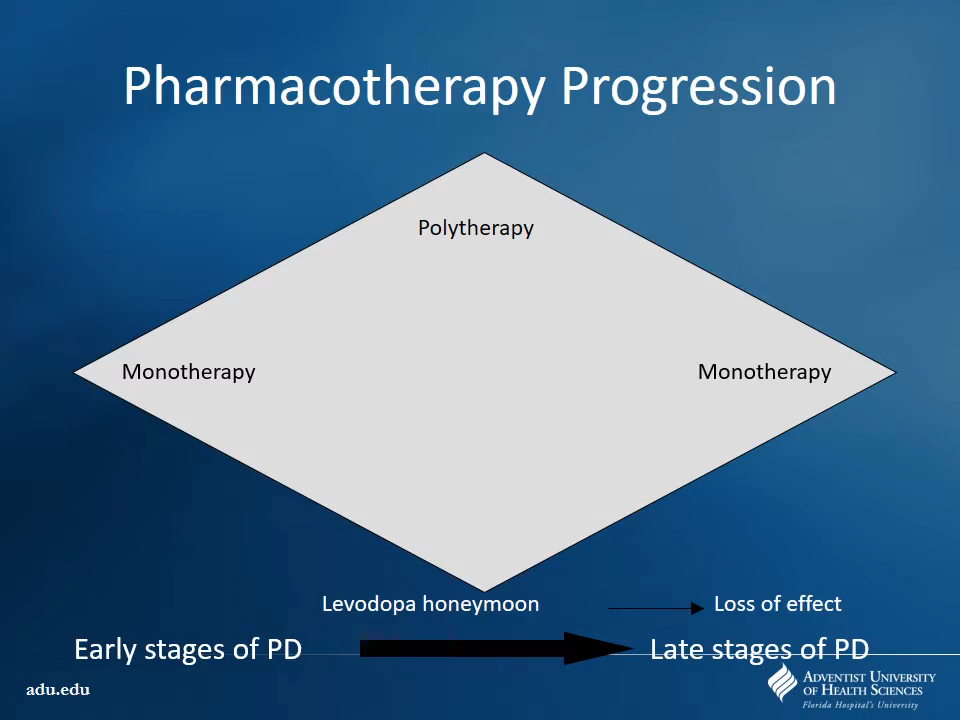 Pharmacotherapy Progression
Polytherapy
Monotherapy
Monotherapy
Levodopa honeymoon
Loss of effect
Early stages of PD
Late stages of PD
adu.edu
ADVENTIST UNIVERSITY
OF HEALTH SCIENCES
Florida Hospital's University